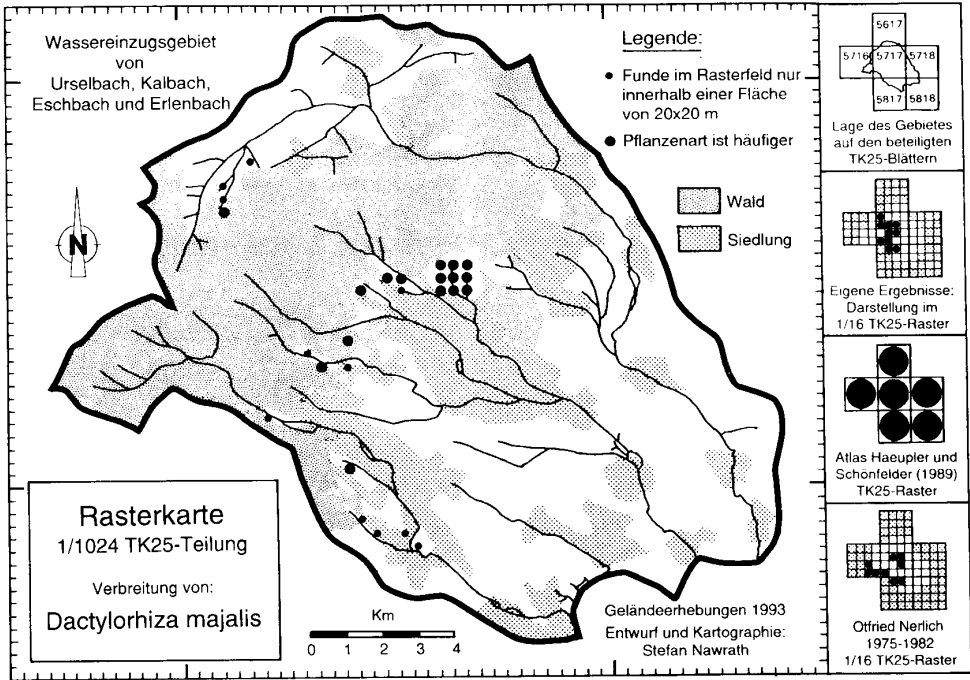 Wassereinzugsgebiet
von
Urselbach, Kalbach,
Eschbach und Erlenbach
Legende:
Funde im Rasterfeld nur
innerhalb einer Fläche
von 20x20 m
Pflanzenart ist häufiger
Wald
Siedlung
N
Rasterkarte
1/1024 TK25-Teilung
Verbreitung von:
Dactylorhiza majalis
Km
0 1 2 3 4
Geländeerhebungen 1993
Entwurf und Kartographie:
Stefan Nawrath
5617
5716 5717 5718
5817 5818
Lage des Gebietes
auf den beteiligten
TK25-Blättern
Eigene Ergebnisse:
Darstellung im
1/16 TK25-Raster
Atlas Haeupler und
Schönfelder (1989)
TK25-Raster
Otfried Nerlich
1975-1982
1/16 TK25-Raster